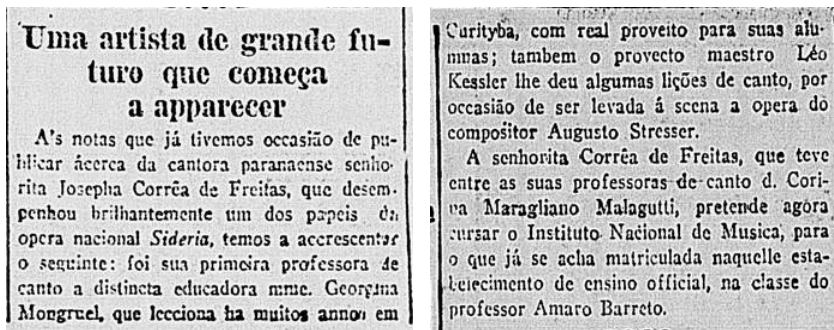 Uma artista de grande fu-
turo que começa
a apparecer
A's notas que já tivemos occasião de pu-
blicar ácerca da cantora paranaense senho-
rita Josepha Corrêa de Freitas, que desem-
penhou brilhantemente um dos papeis da
opera nacional Sideria, temos a accrescentar
o seguinte: foi sua primeira professora de
canto a distincta educadora mme. Georgina
Mongruel, que lecciona ha muitos annos em
Curityba, com real proveito para suas alu-
mnas; tambem o provecto maestro Léo
Kessler lhe deu algumas lições de canto, por
occasião de ser levada á scena a opera do
compositor Augusto Stresser.
A senhorita Corrêa de Freitas, que teve
entre as suas professoras de canto d. Cori-
na Maragliano Malagutti, pretende agora
cursar o Instituto Nacional de Musica, para
o que já se acha matriculada naquelle esta-
belecimento de ensino official, na classe do
professor Amaro Barreto.